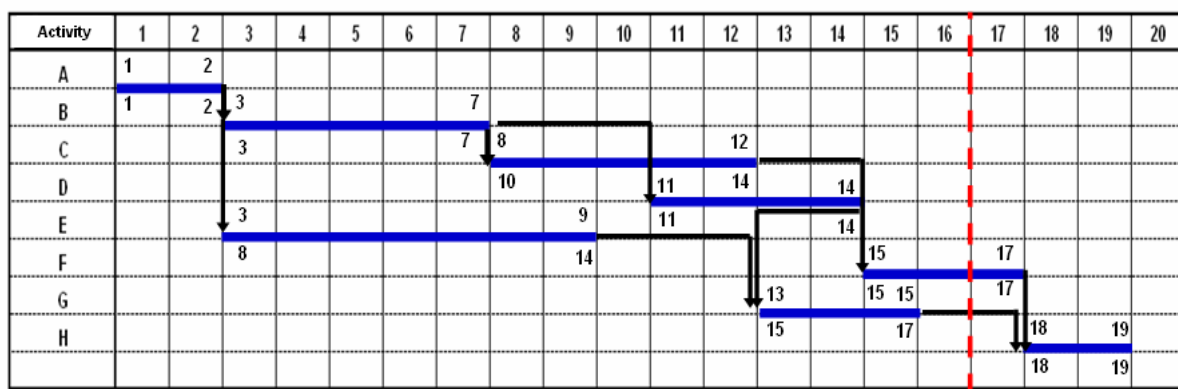 Activity 1 2 3 4 5 6 7 8 9 10 11 12 13 14 15 16 17 18 19 20
A 1 2
1 2 3 7
B
3 7 8 12
C
10 11 14 14
D
11 14
3 9
E
8 14 15 17
F
13 15 15 17
G
15 17 18 19
H
18 19